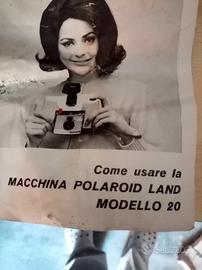 Come usare la
MACCHINA POLAROID LAND
MODELLO 20